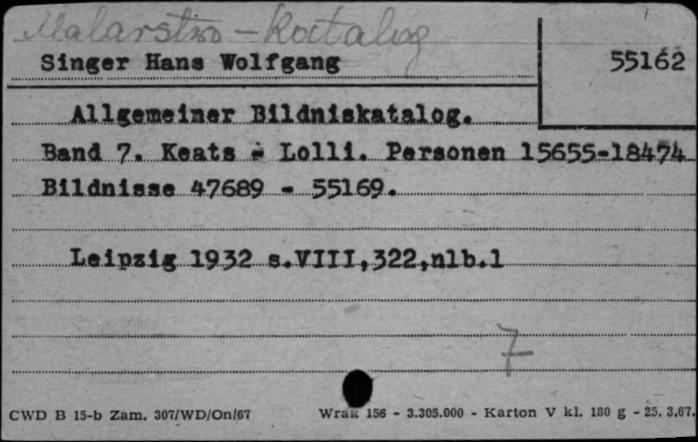 Malarstwo - Katalog
Singer Hans Wolfgang 55162
Allgemeiner Bildniskatalog.
Band 7. Keats - Lolli. Personen 15655-18474
Bildnisse 47689 - 55169.
Leipzig 1932 s.VIII,322,nlb.1
7
CWD B 15-b Zam. 307/WD/On/67 Wrak 156 - 3.305.000 - Karton V kl. 180 g - 25. 3.67.